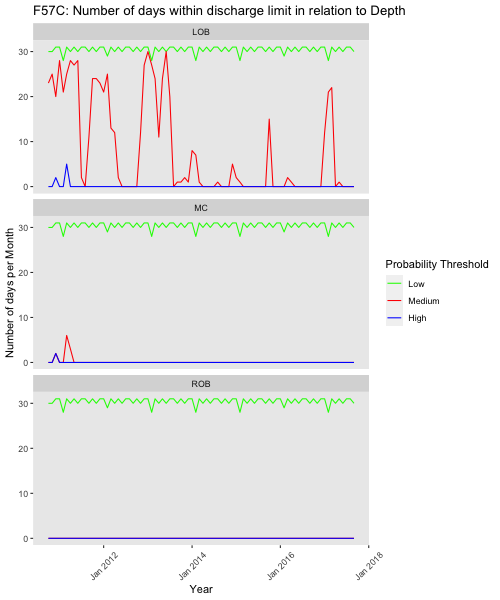 F57C: Number of days within discharge limit in relation to Depth
LOB
30
20
10
0
MC
30
20
10
0
ROB
30
20
10
0
Number of days per Month
Jan 2012
Jan 2014
Jan 2016
Jan 2018
Year
Probability Threshold
Low
Medium
High